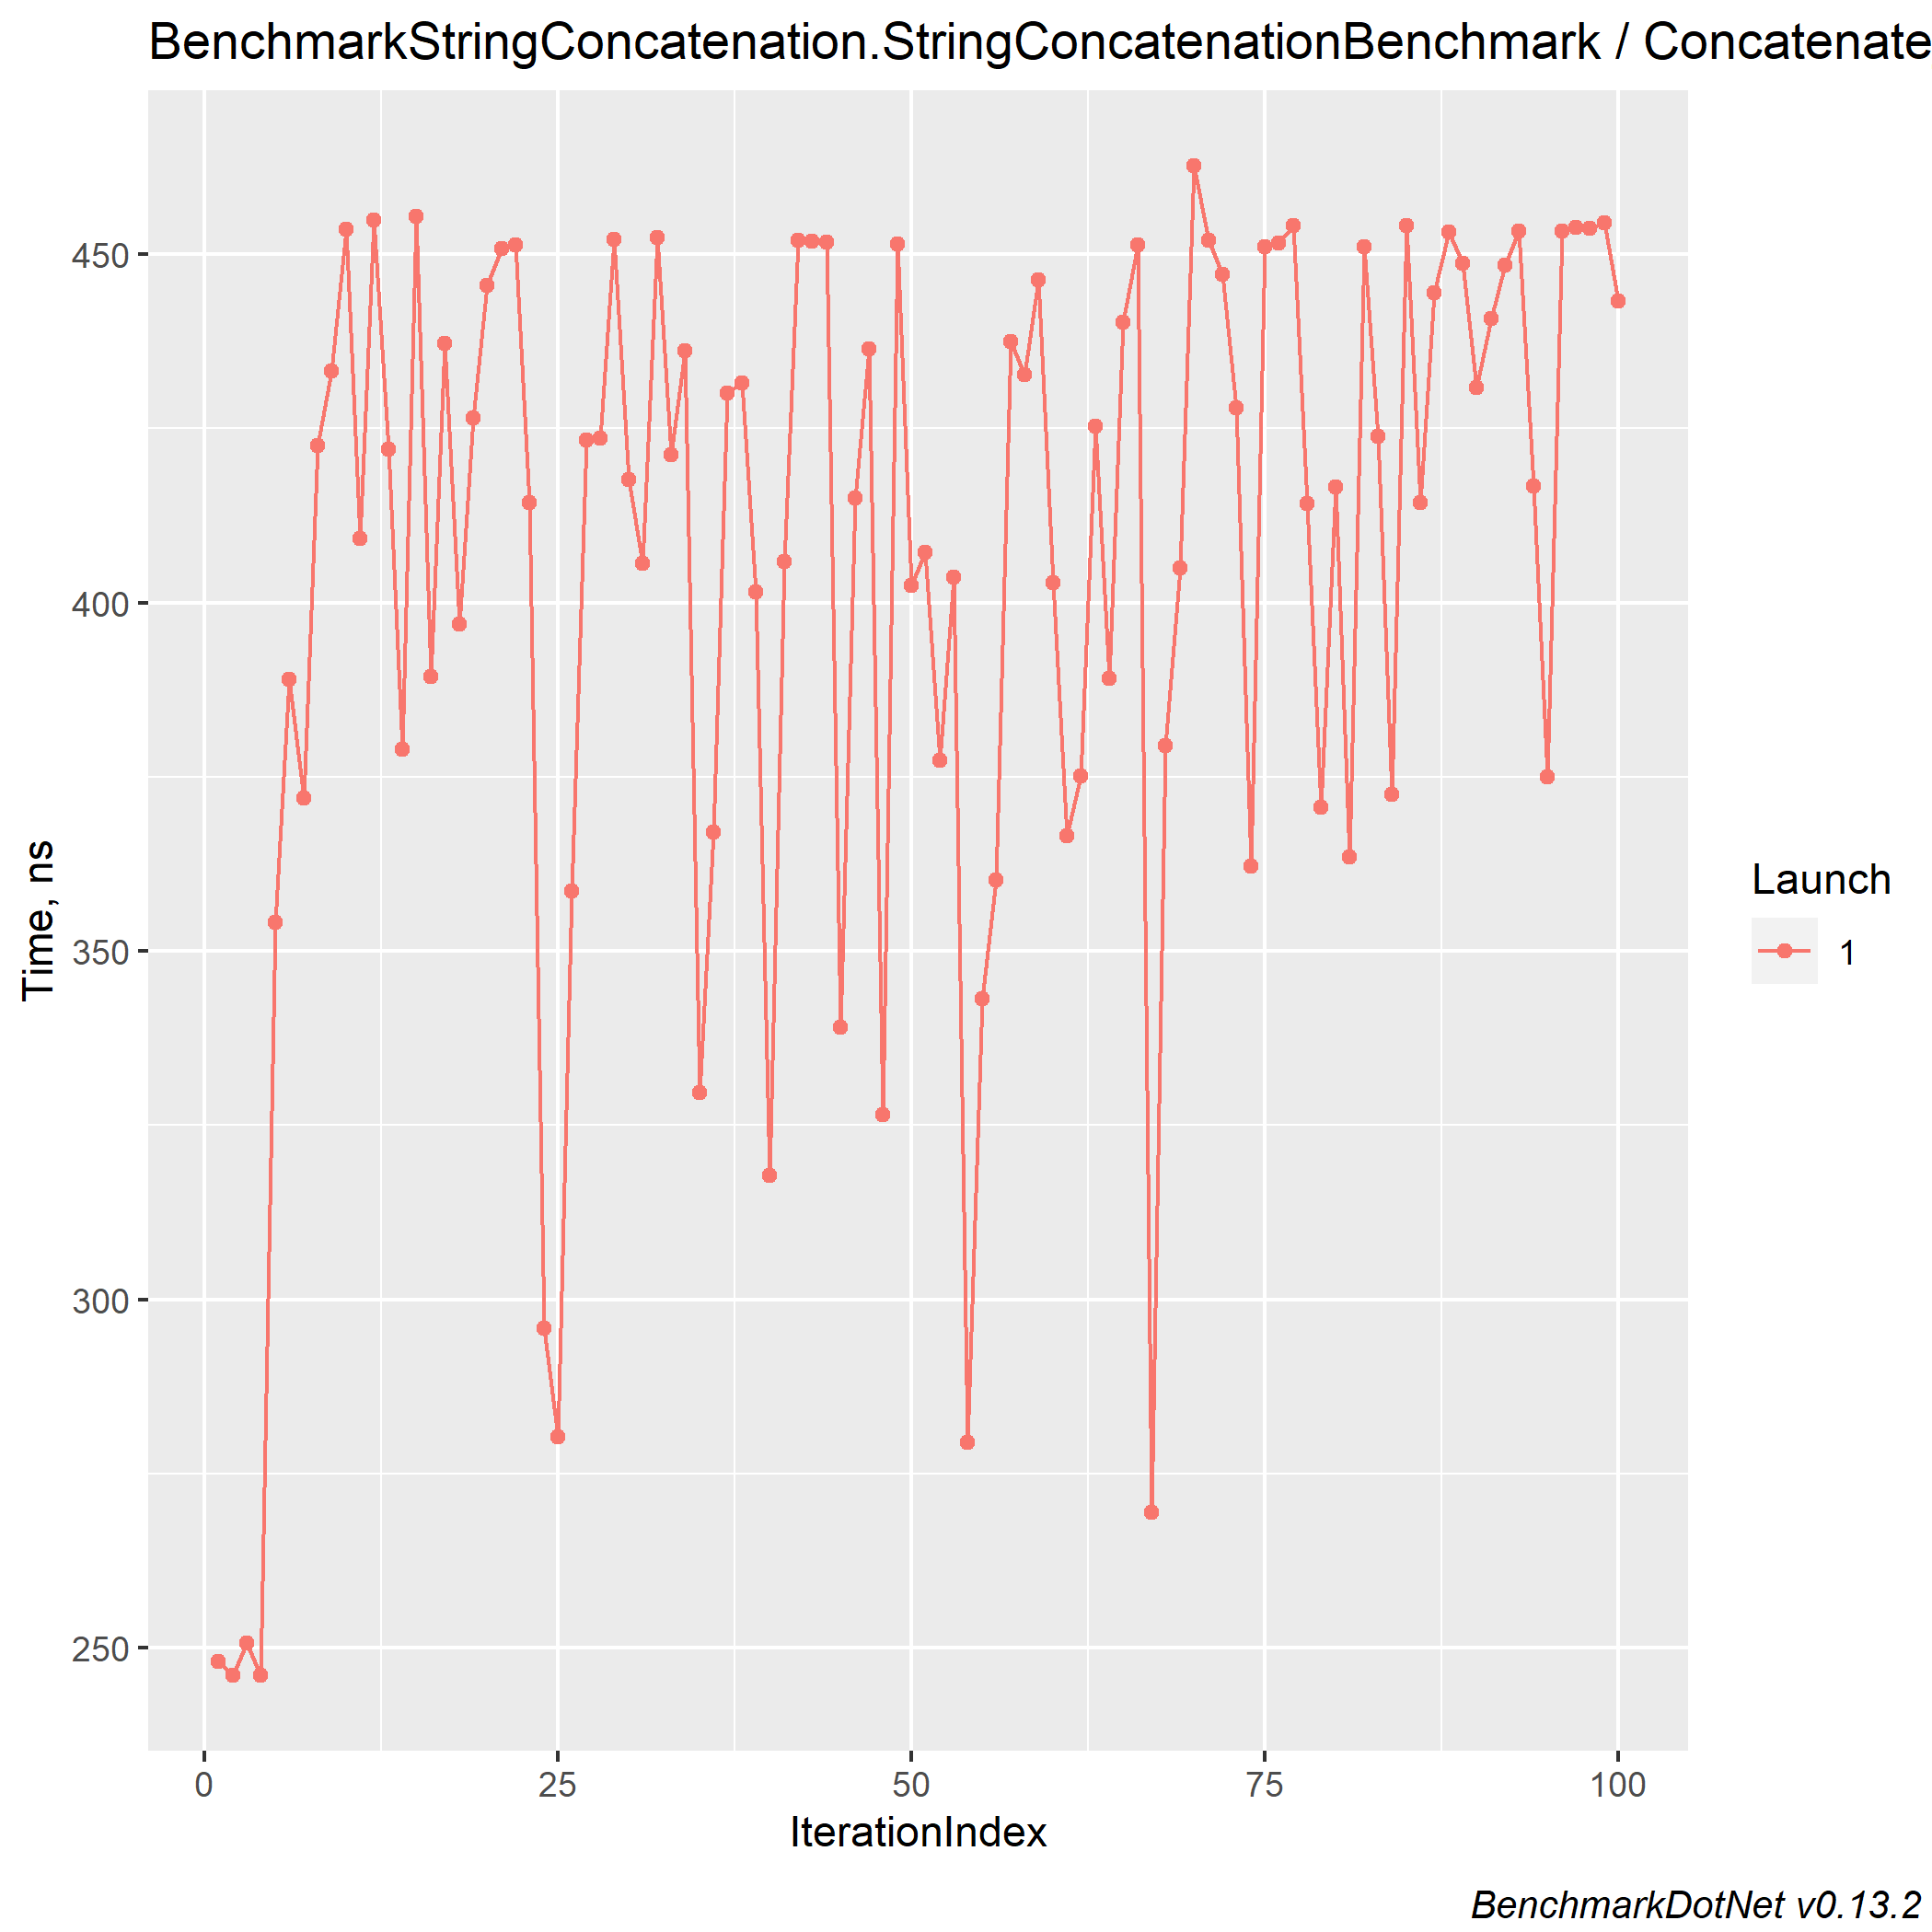 BenchmarkStringConcatenation.StringConcatenationBenchmark / Concatenate
450
400
350
300
250
Time, ns
0 25 50 75 100
IterationIndex
Launch
1
BenchmarkDotNet v0.13.2